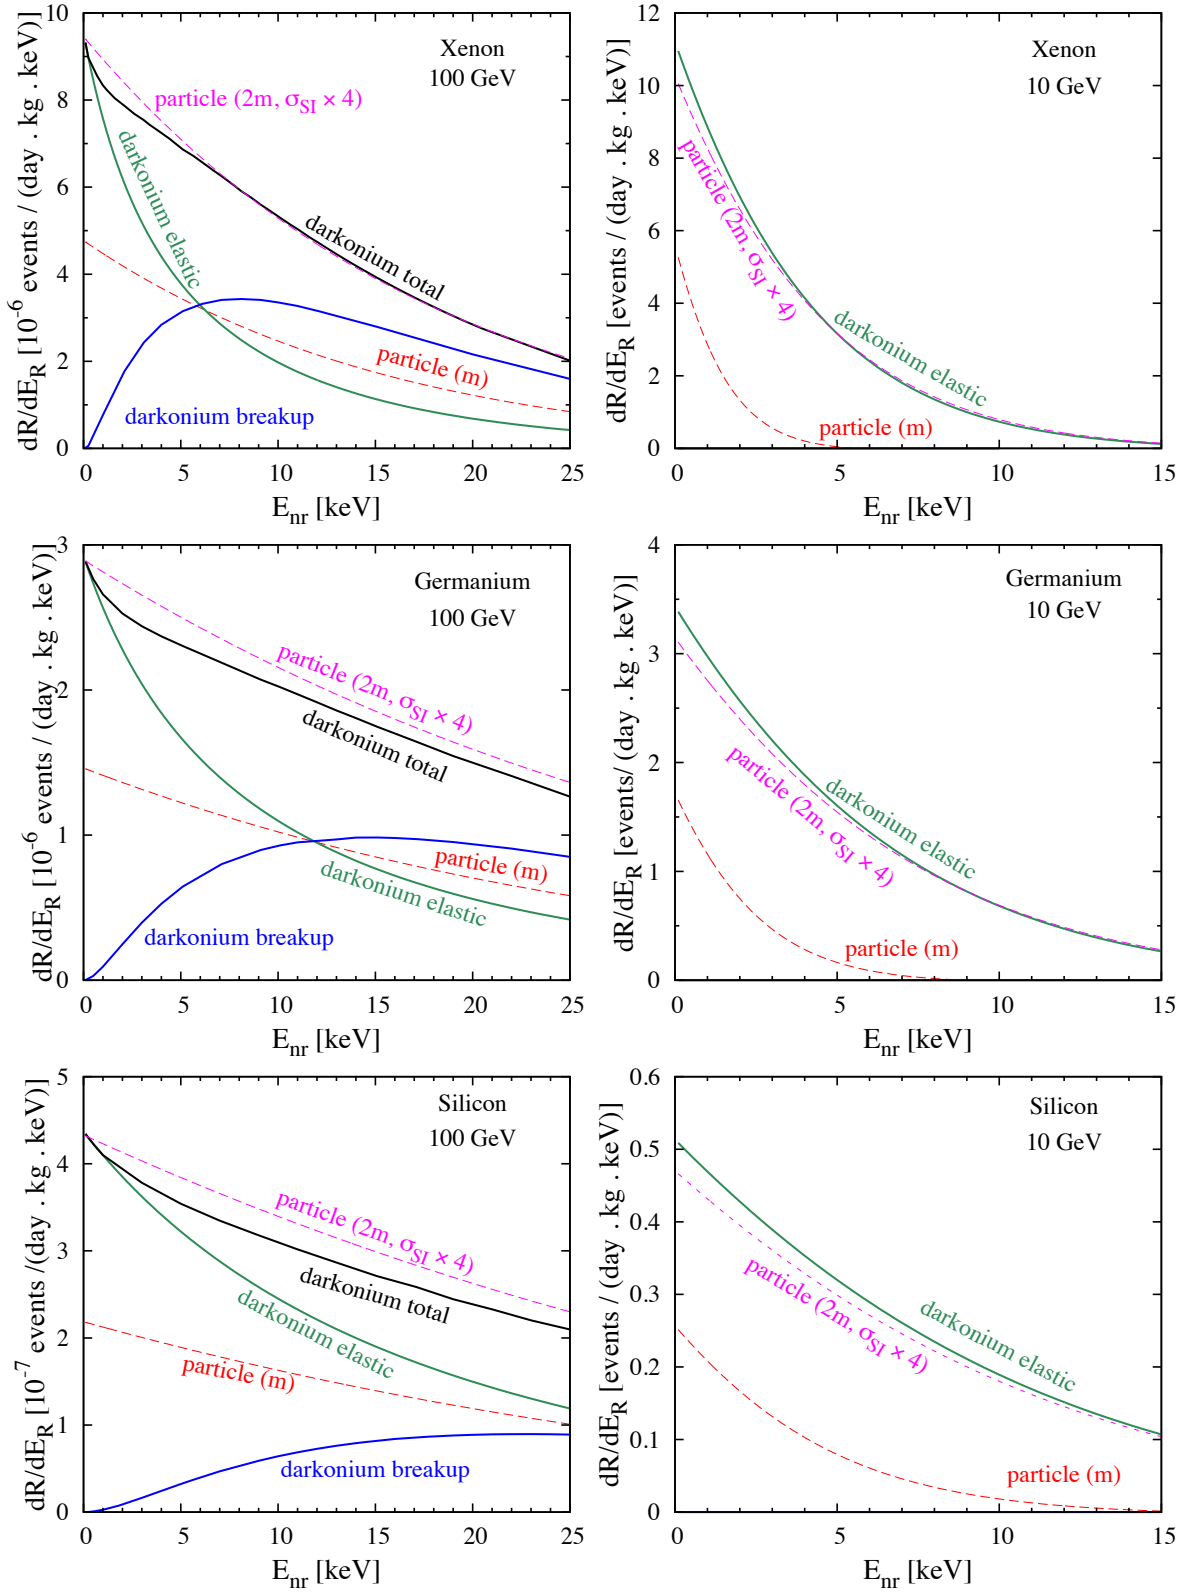 10
8
6
4
2
0
0
5
10
15
20
25
dR/dE_R [10^-6 events / (day . kg . keV)]
E_nr [keV]
Xenon
100 GeV
particle (2m, σ_SI × 4)
darkonium elastic
darkonium total
particle (m)
darkonium breakup
12
10
8
6
4
2
0
0
5
10
15
dR/dE_R [events / (day . kg . keV)]
E_nr [keV]
Xenon
10 GeV
particle (2m, σ_SI × 4)
darkonium elastic
particle (m)
3
2
1
0
0
5
10
15
20
25
dR/dE_R [10^-6 events / (day . kg . keV)]
E_nr [keV]
Germanium
100 GeV
particle (2m, σ_SI × 4)
darkonium total
particle (m)
darkonium elastic
darkonium breakup
4
3
2
1
0
0
5
10
15
dR/dE_R [events/ (day . kg . keV)]
E_nr [keV]
Germanium
10 GeV
darkonium elastic
particle (2m, σ_SI × 4)
particle (m)
5
4
3
2
1
0
0
5
10
15
20
25
dR/dE_R [10^-7 events /(day . kg . keV)]
E_nr [keV]
Silicon
100 GeV
particle (2m, σ_SI × 4)
darkonium total
darkonium elastic
particle (m)
darkonium breakup
0.6
0.5
0.4
0.3
0.2
0.1
0
0
5
10
15
dR/dE_R [events / (day . kg . keV)]
E_nr [keV]
Silicon
10 GeV
particle (2m, σ_SI × 4)
darkonium elastic
particle (m)